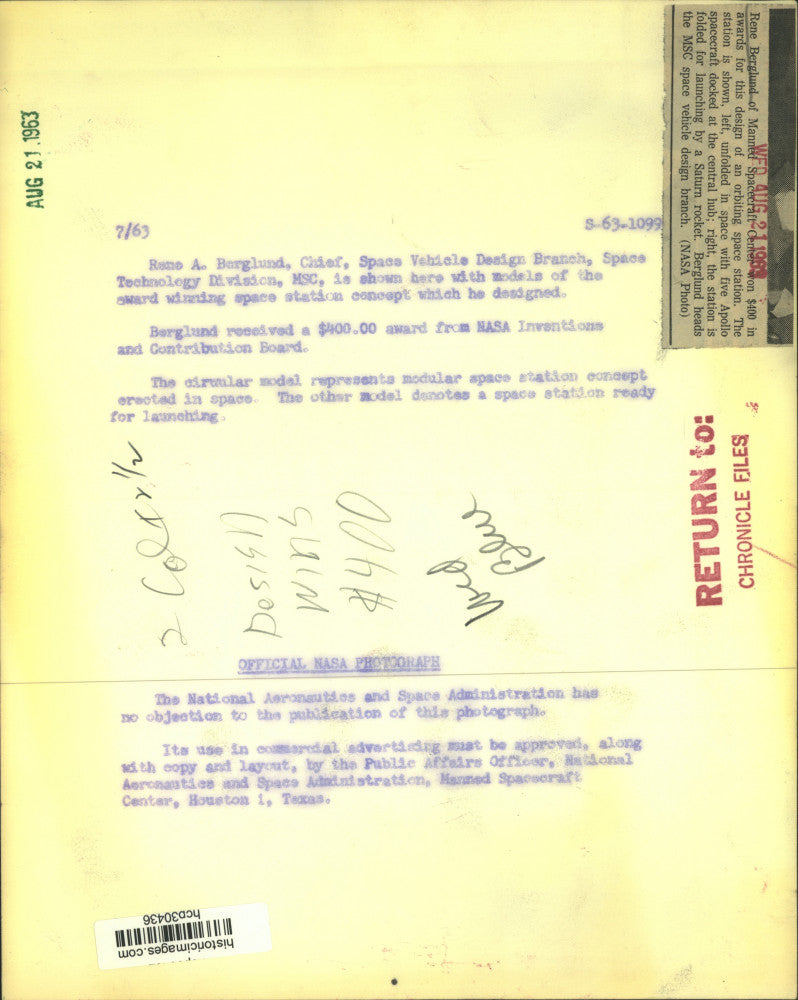 Rene Berglund of Manned Spacecraft Center won $400 in
awards for this design of an orbiting space station. The
station is shown, left, unfolded in space with five Apollo
spacecraft docked at the central hub; right, the station is
folded for launching by a Saturn rocket. Berglund heads
the MSC space vehicle design branch. (NASA Photo)
WED AUG 21 1963
AUG 21 1963
7/63
S-63-1099
Rene A. Berglund, Chief, Space Vehicle Design Branch, Space
Technology Division, MSC, is shown here with models of the
award winning space station concept which he designed.
Berglund received a $400.00 award from NASA Inventions
and Contribution Board.
The cirvular model represents modular space station concept
erected in space. The other model denotes a space station ready
for launching.
RETURN to:
CHRONICLE FILES
2 Col x 1/2
Design
Wins
$400
Wed
Blue
OFFICIAL NASA PHOTOGRAPH
The National Aeronautics and Space Administration has
no objection to the publication of this photograph.
Its use in commercial advertising must be approved, along
with copy and layout, by the Public Affairs Officer, National
Aeronautics and Space Administration, Manned Spacecraft
Center, Houston 1, Texas.
historicimages.com
hcp30436